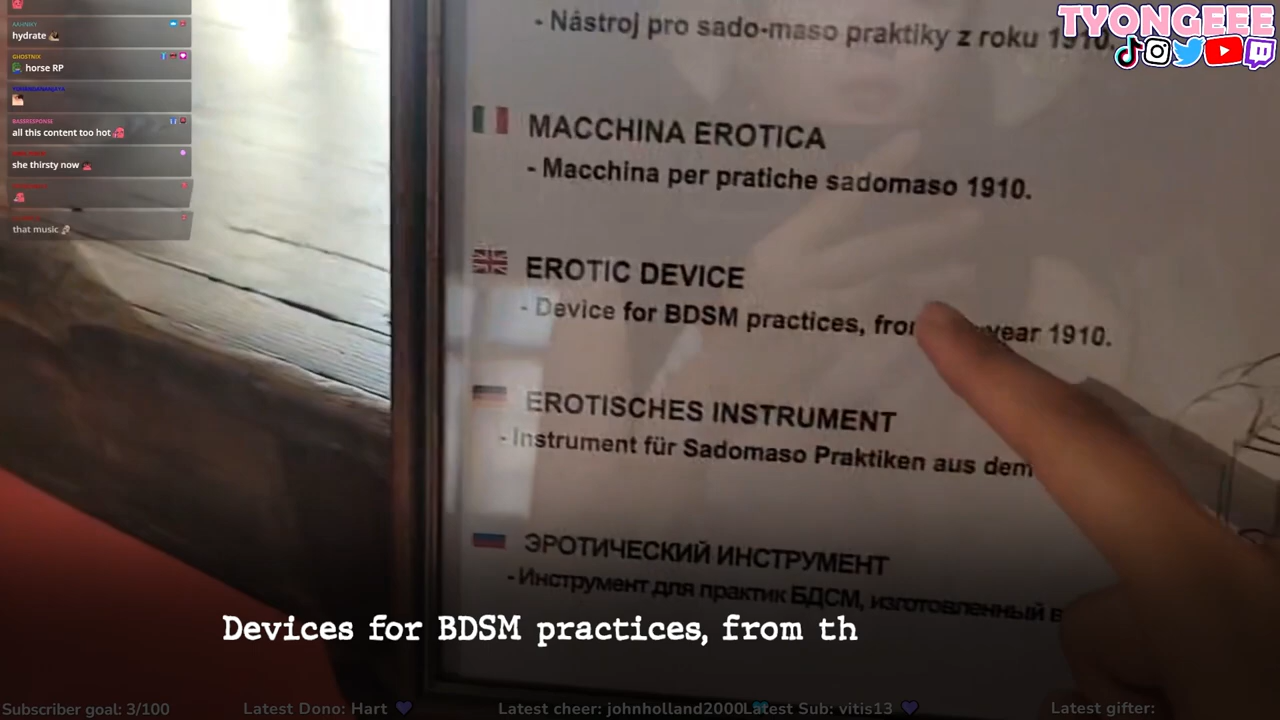 hydrate
GHOSTNIX
horse RP
all this content too hot
she thirsty now
that music
TYONGEEE
- Nástroj pro sado-maso praktiky z roku 1910.
MACCHINA EROTICA
- Macchina per pratiche sadomaso 1910.
EROTIC DEVICE
- Device for BDSM practices, from year 1910.
EROTISCHES INSTRUMENT
- Instrument für Sadomaso Praktiken aus dem
ЭРОТИЧЕСКИЙ ИНСТРУМЕНТ
- Инструмент для практик БДСМ, изготовленный в
Devices for BDSM practices, from th
Subscriber goal: 3/100
Latest Dono: Hart
Latest cheer: johnholland2000
Latest Sub: vitis13
Latest gifter: